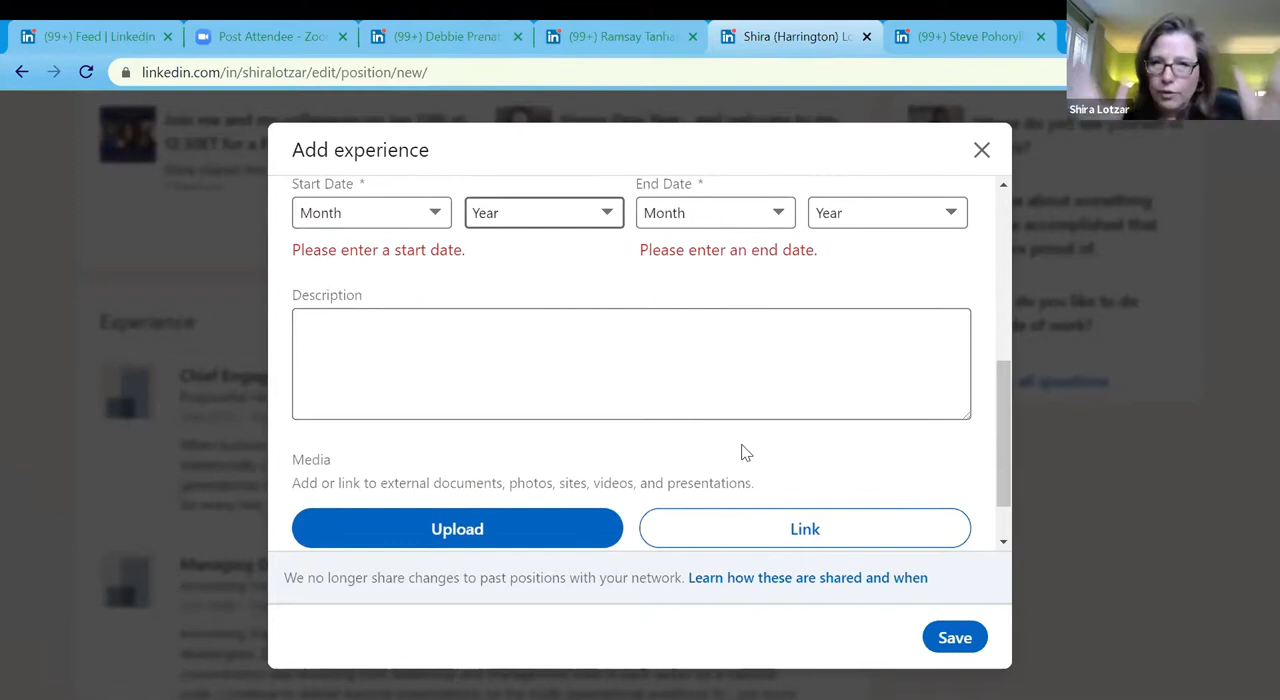 (99+) Feed | LinkedIn
Post Attendee - Zoo
(99+) Debbie Prenat
(99+) Ramsay Tanha
Shira (Harrington) Lo
(99+) Steve Pohoryl
linkedin.com/in/shiralotzar/edit/position/new/
Shira Lotzar
Add experience
Start Date *
End Date *
Month
Year
Month
Year
Please enter a start date.
Please enter an end date.
Description
Experience
Chief Engag
Media
Add or link to external documents, photos, sites, videos, and presentations.
Upload
Link
Managing D
We no longer share changes to past positions with your network. Learn how these are shared and when
Save